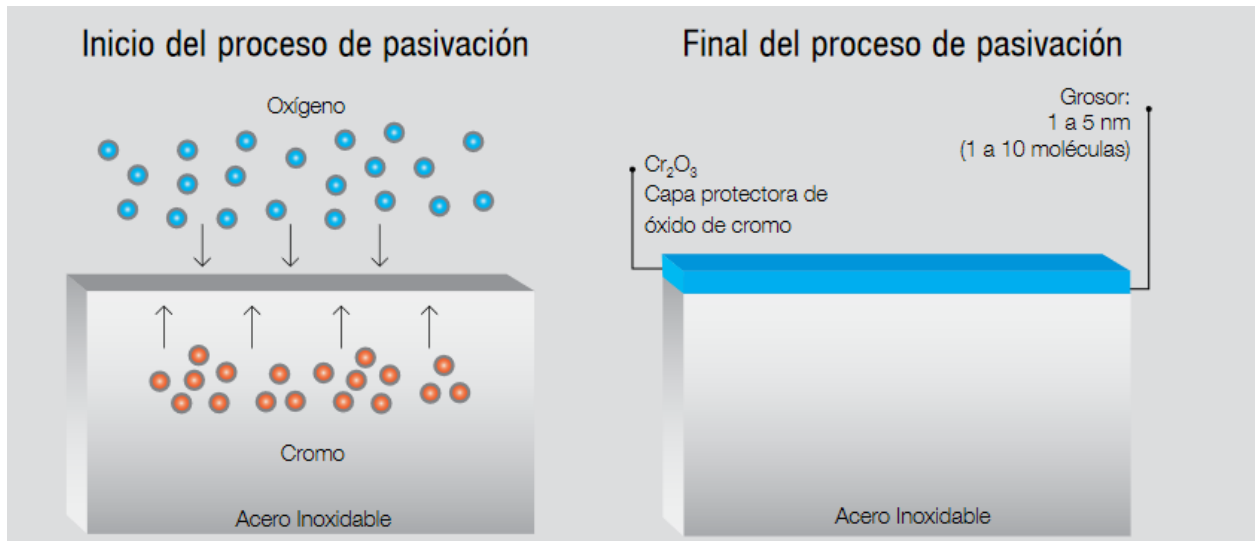 Inicio del proceso de pasivación
Oxígeno
Cromo
Acero Inoxidable
Final del proceso de pasivación
Grosor:
1 a 5 nm
(1 a 10 moléculas)
Cr₂O₃
Capa protectora de
óxido de cromo
Acero Inoxidable